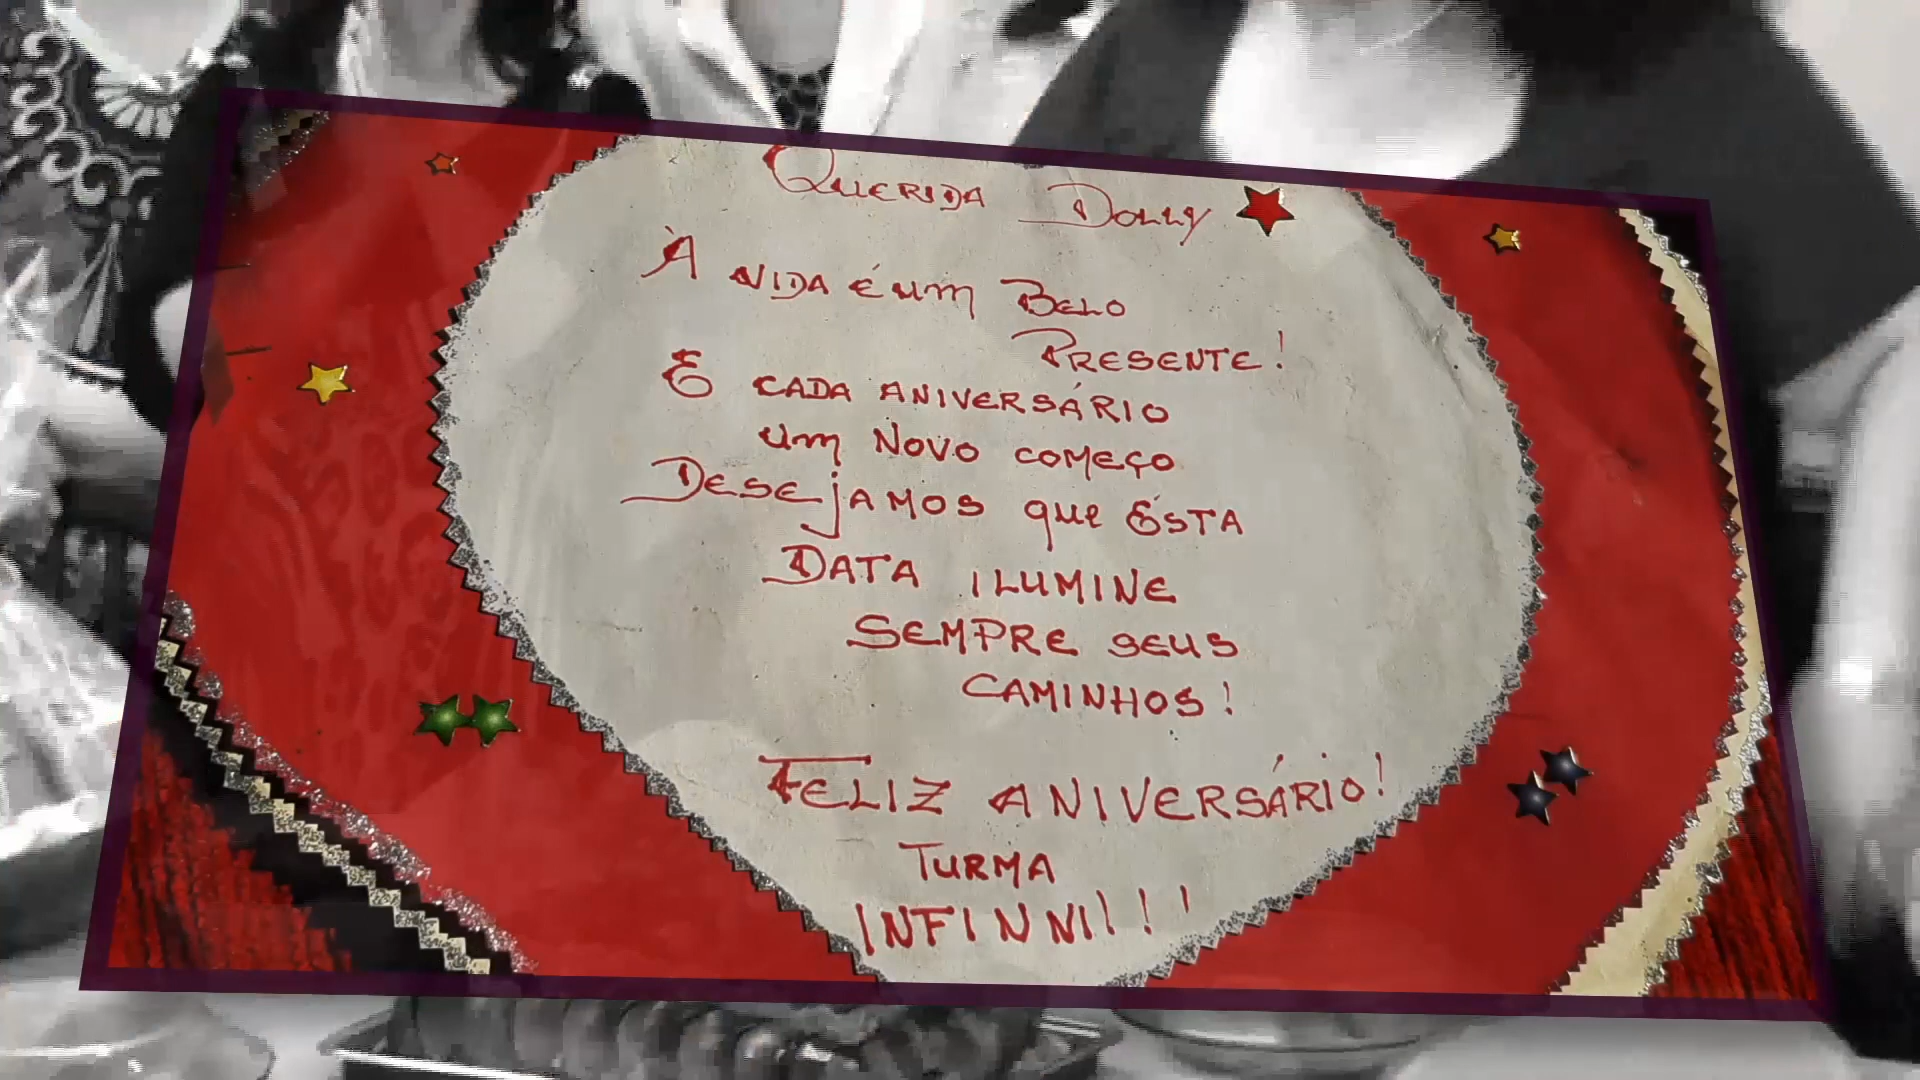 QUERIDA DOLLY
À VIDA É UM BELO
PRESENTE!
E CADA ANIVERSÁRIO
UM NOVO COMEÇO
DESEJAMOS QUE ÉSTA
DATA ILUMINE
SEMPRE SEUS
CAMINHOS!
FELIZ ANIVERSÁRIO!
TURMA
INFINNI!!!